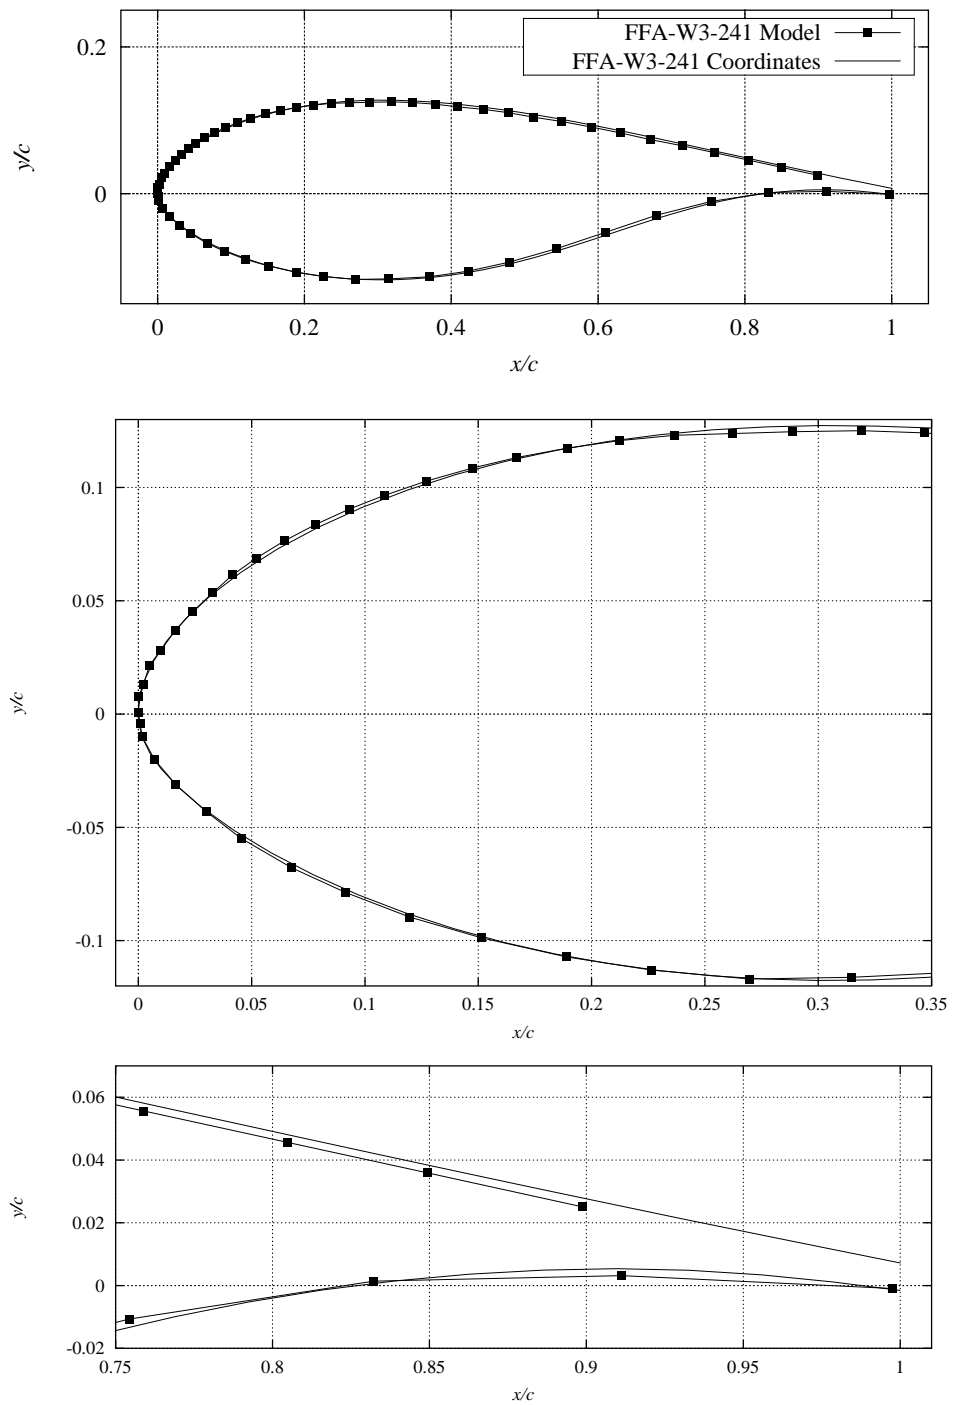 0.2
FFA-W3-241 Model
FFA-W3-241 Coordinates
y/c
0
0 0.2 0.4 0.6 0.8 1
x/c
0.1
0.05
y/c
0
-0.05
-0.1
0 0.05 0.1 0.15 0.2 0.25 0.3 0.35
x/c
0.06
0.04
y/c
0.02
0
-0.02
0.75 0.8 0.85 0.9 0.95 1
x/c